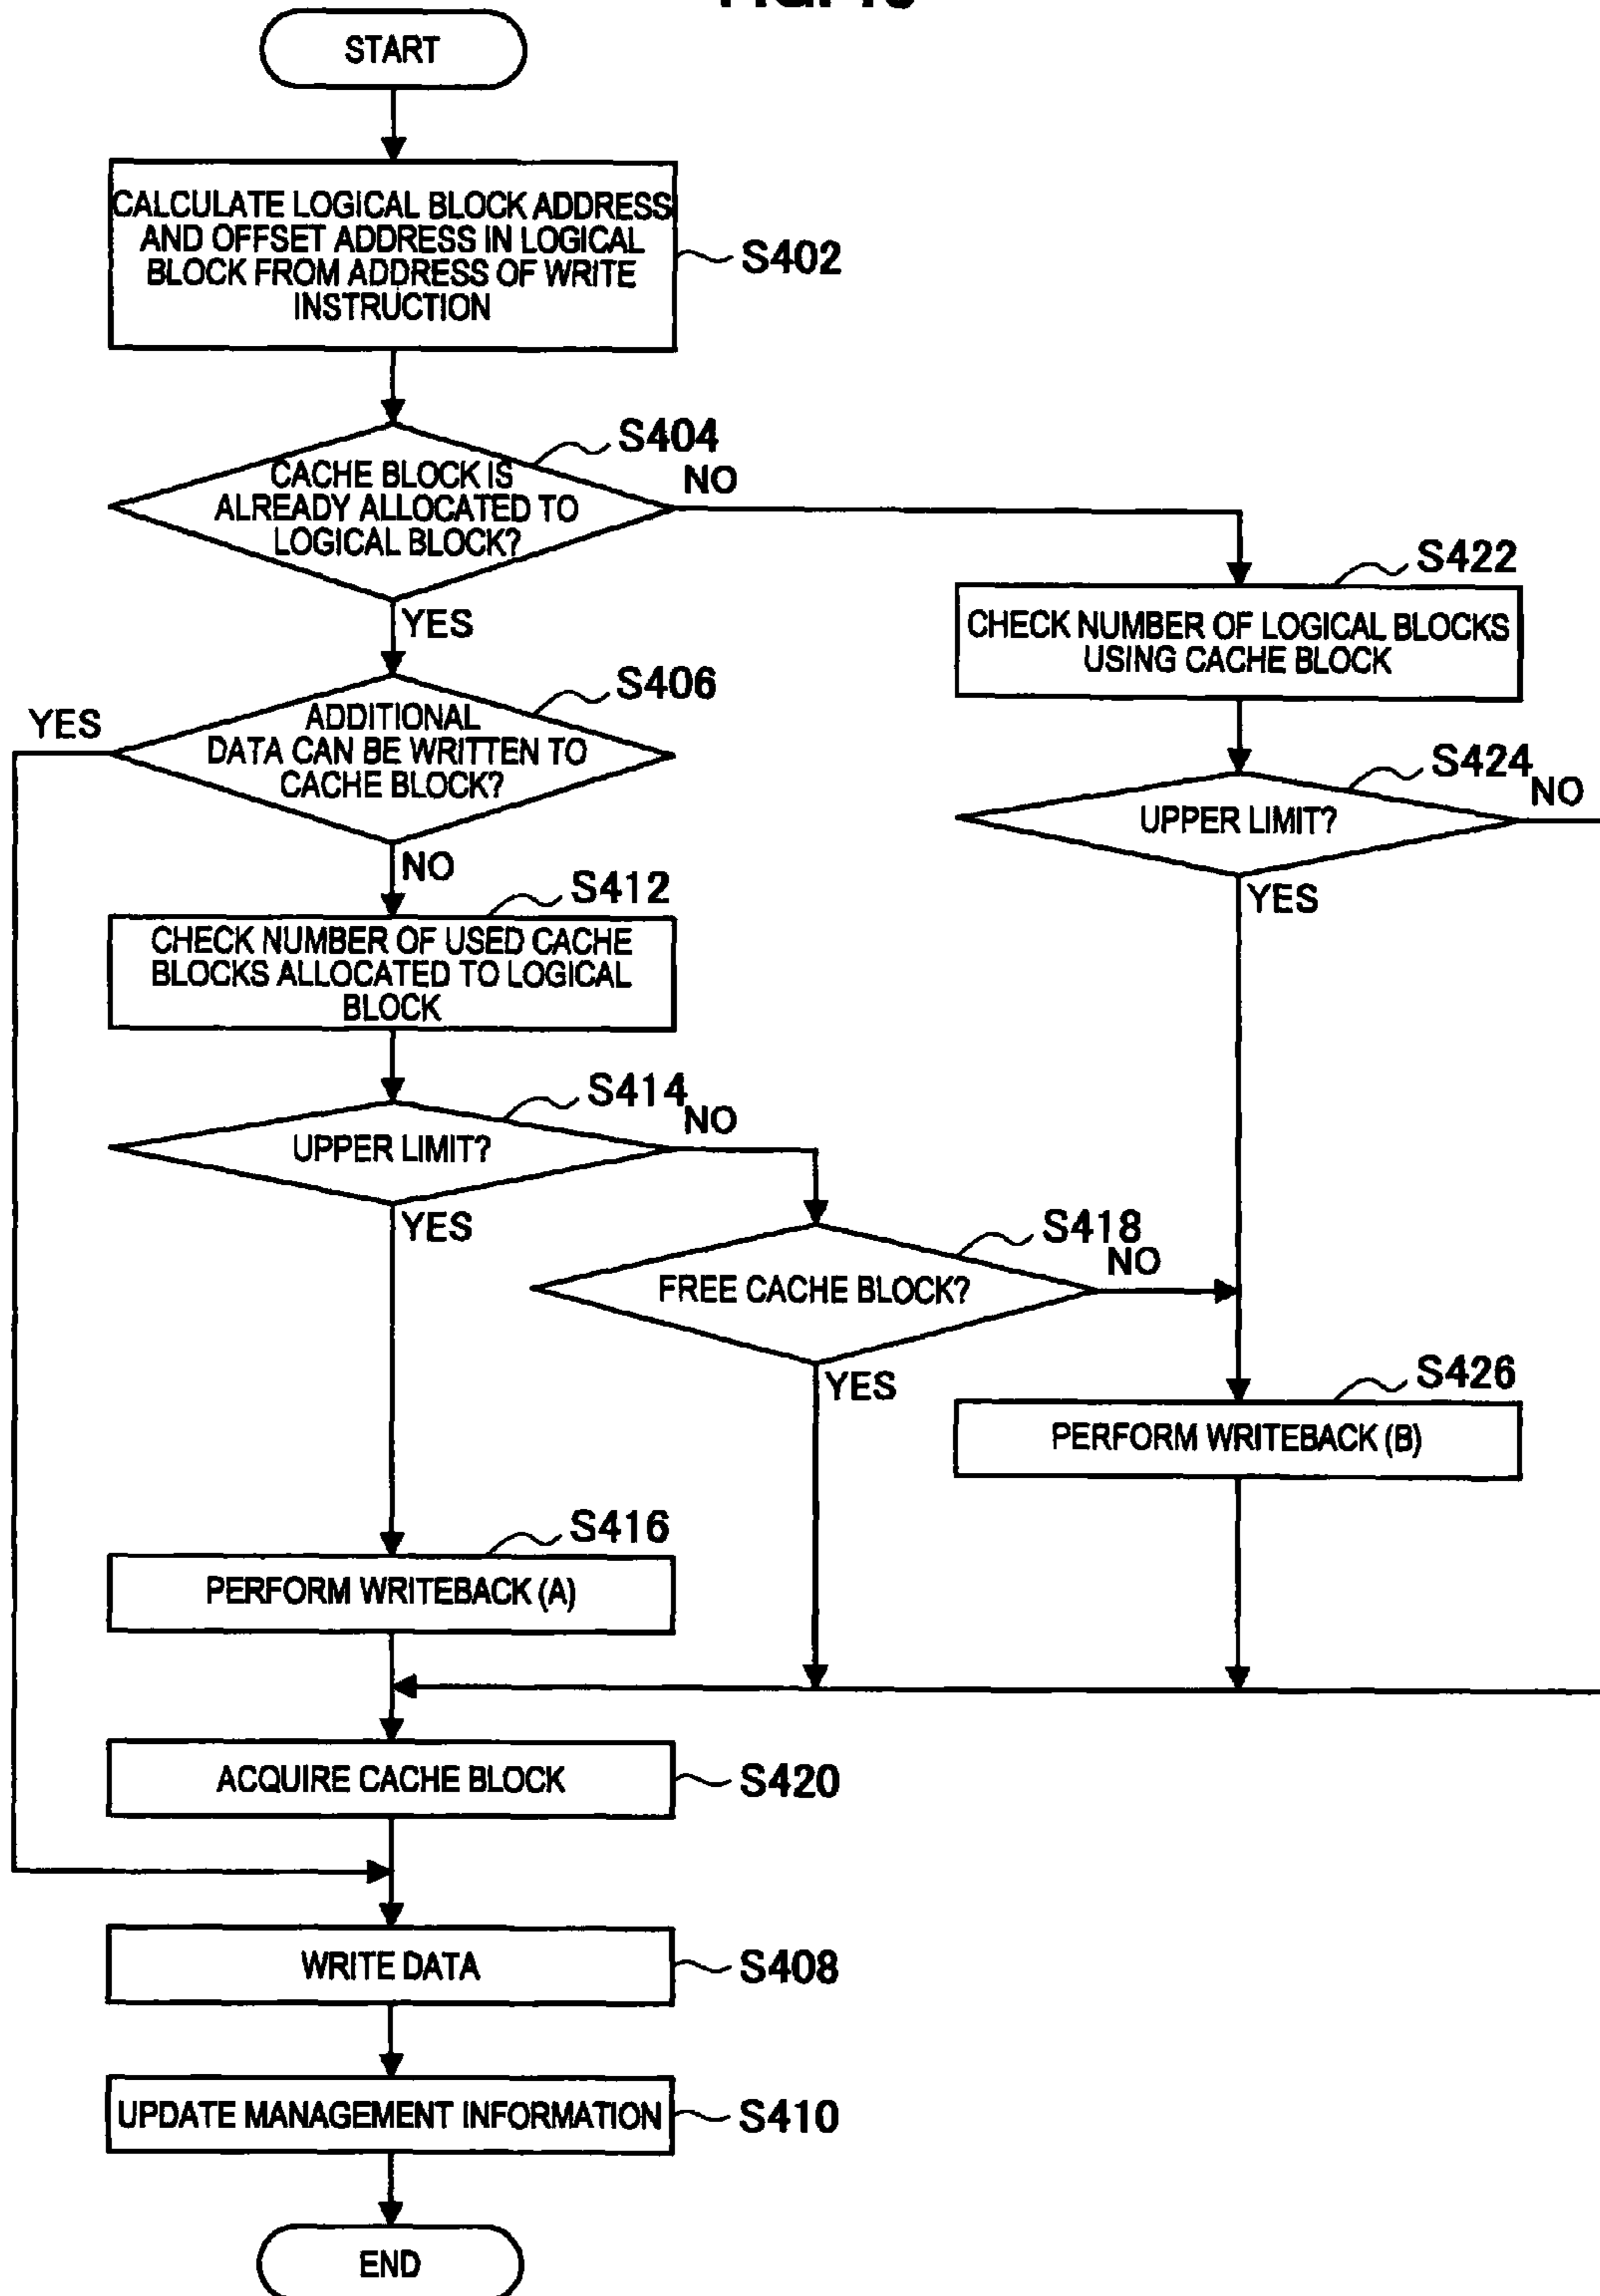 START
CALCULATE LOGICAL BLOCK ADDRESS
AND OFFSET ADDRESS IN LOGICAL
BLOCK FROM ADDRESS OF WRITE
INSTRUCTION
S402
S404
CACHE BLOCK IS
ALREADY ALLOCATED TO
LOGICAL BLOCK?
NO
YES
S422
CHECK NUMBER OF LOGICAL BLOCKS
USING CACHE BLOCK
S406
YES
ADDITIONAL
DATA CAN BE WRITTEN TO
CACHE BLOCK?
NO
S424
NO
UPPER LIMIT?
YES
S412
CHECK NUMBER OF USED CACHE
BLOCKS ALLOCATED TO LOGICAL
BLOCK
S414
NO
UPPER LIMIT?
YES
S418
NO
FREE CACHE BLOCK?
YES
S426
PERFORM WRITEBACK (B)
S416
PERFORM WRITEBACK (A)
ACQUIRE CACHE BLOCK
S420
WRITE DATA
S408
UPDATE MANAGEMENT INFORMATION
S410
END